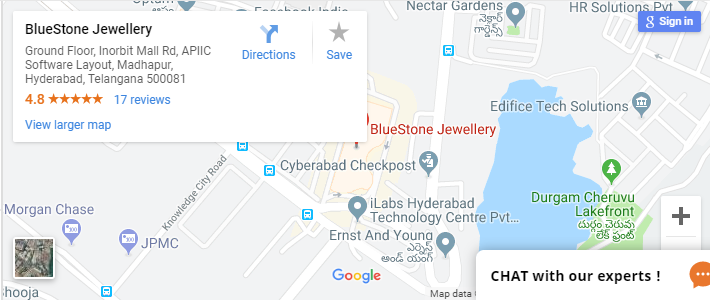 Facebook India
Nectar Gardens
నెక్టార్
గార్డెన్స్
HR Solutions Pvt
Sign in
BlueStone Jewellery
Ground Floor, Inorbit Mall Rd, APIIC
Software Layout, Madhapur,
Hyderabad, Telangana 500081
4.8
17 reviews
View larger map
Directions
Save
Edifice Tech Solutions
BlueStone Jewellery
Cyberabad Checkpost
Knowledge City Road
iLabs Hyderabad
Technology Centre Pvt...
Durgam Cheruvu
Lakefront
దుర్గం చెరువు
లేక్ ఫ్రంట్
Morgan Chase
JPMC
Ernst And Young
ఎర్నెస్ట్
అండ్ యంగ్
Google
Map data
CHAT with our experts !